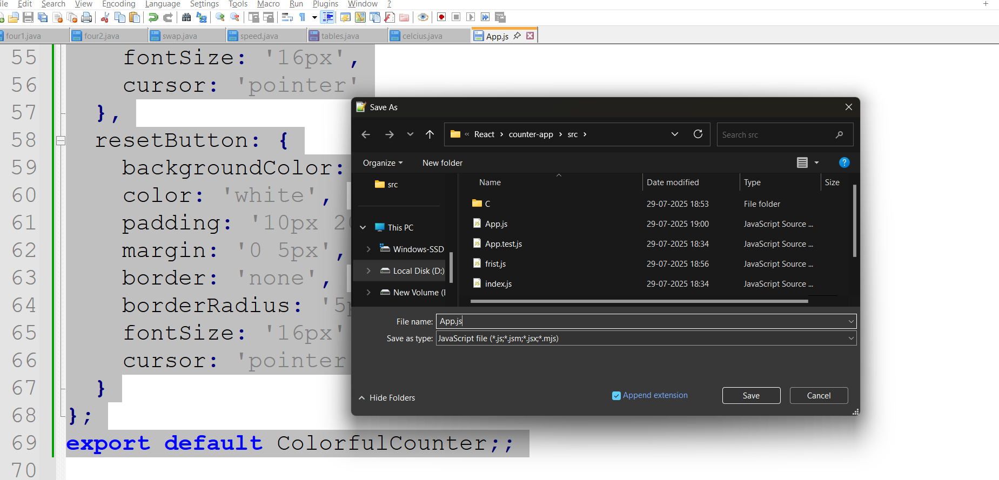 ile Edit Search View Encoding Language Settings Tools Macro Run Plugins Window ? +
four1.java four2.java swap.java speed.java tables.java celcius.java App.js
55 fontSize: '16px',
56 cursor: 'pointer'
57 },
58 resetButton: {
59 backgroundColor:
60 color: 'white',
61 padding: '10px 20
62 margin: '0 5px',
63 border: 'none',
64 borderRadius: '5p
65 fontSize: '16px'
66 cursor: 'pointer
67 }
68 };
69 export default ColorfulCounter;;
70
Save As
« React › counter-app › src ›
Search src
Organize New folder ?
src
This PC
Windows-SSD
Local Disk (D:)
New Volume (I
Name Date modified Type Size
C 29-07-2025 18:53 File folder
App.js 29-07-2025 19:00 JavaScript Source ...
App.test.js 29-07-2025 18:34 JavaScript Source ...
frist.js 29-07-2025 18:56 JavaScript Source ...
index.js 29-07-2025 18:34 JavaScript Source ...
File name: App.js
Save as type: JavaScript file (*.js;*.jsm;*.jsx;*.mjs)
Hide Folders
Append extension
Save Cancel